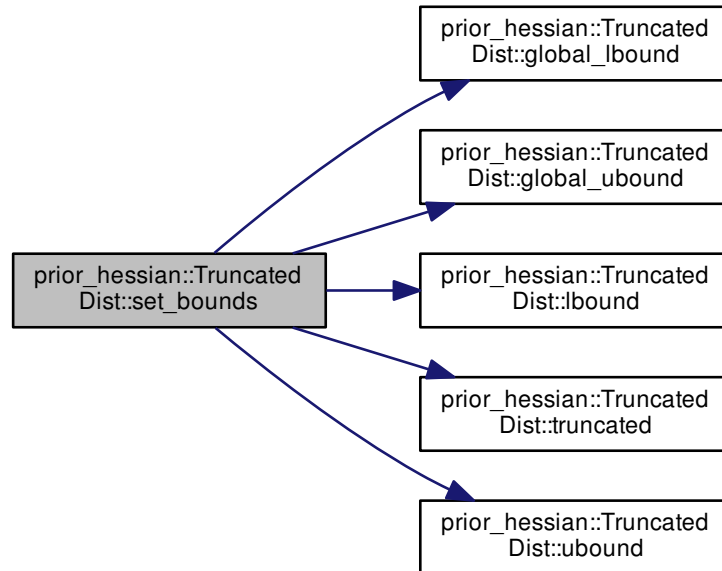 prior_hessian::Truncated
Dist::global_lbound
prior_hessian::Truncated
Dist::global_ubound
prior_hessian::Truncated
Dist::set_bounds
prior_hessian::Truncated
Dist::lbound
prior_hessian::Truncated
Dist::truncated
prior_hessian::Truncated
Dist::ubound